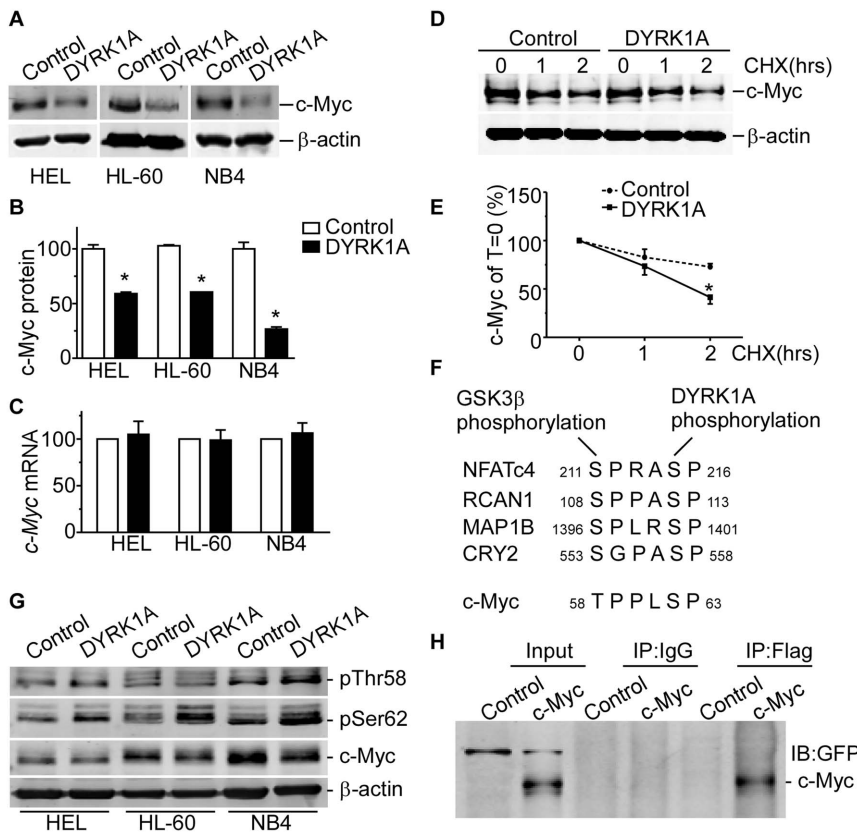 A
Control DYRK1A Control DYRK1A Control DYRK1A
c-Myc
β-actin
HEL HL-60 NB4
B
Control
DYRK1A
c-Myc protein
100
50
0
* * *
HEL HL-60 NB4
C
c-Myc mRNA
100
50
0
HEL HL-60 NB4
D
Control DYRK1A
0 1 2 0 1 2 CHX(hrs)
c-Myc
β-actin
E
Control
DYRK1A
c-Myc of T=0 (%)
100
75
50
25
0
*
0 1 2 CHX(hrs)
F
GSK3β phosphorylation
DYRK1A phosphorylation
NFATc4 211 S P R A S P 216
RCAN1 108 S P P A S P 113
MAP1B 1396 S P L R S P 1401
CRY2 553 S G P A S P 558
c-Myc 58 T P P L S P 63
G
Control DYRK1A Control DYRK1A Control DYRK1A
pThr58
pSer62
c-Myc
β-actin
HEL HL-60 NB4
H
Input IP:IgG IP:Flag
Control c-Myc Control c-Myc Control c-Myc
IB:GFP
c-Myc